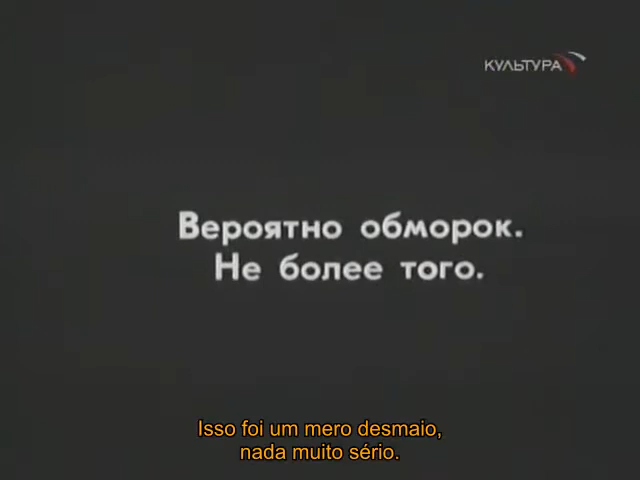 КУЛЬТУРА
Вероятно обморок.
Не более того.
Isso foi um mero desmaio,
nada muito sério.